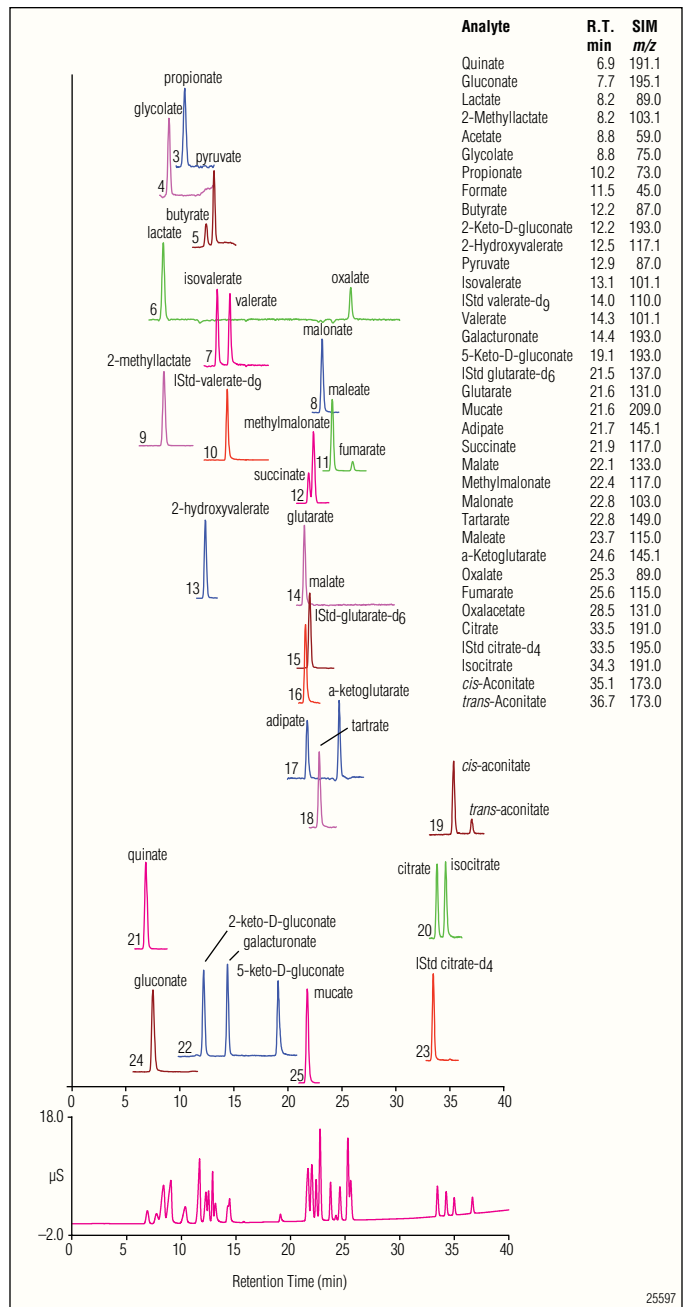 Analyte R.T. SIM
min m/z
Quinate 6.9 191.1
Gluconate 7.7 195.1
Lactate 8.2 89.0
2-Methyllactate 8.2 103.1
Acetate 8.8 59.0
Glycolate 8.8 75.0
Propionate 10.2 73.0
Formate 11.5 45.0
Butyrate 12.2 87.0
2-Keto-D-gluconate 12.2 193.0
2-Hydroxyvalerate 12.5 117.1
Pyruvate 12.9 87.0
Isovalerate 13.1 101.1
IStd valerate-d9 14.0 110.0
Valerate 14.3 101.1
Galacturonate 14.4 193.0
5-Keto-D-gluconate 19.1 193.0
IStd glutarate-d6 21.5 137.0
Glutarate 21.6 131.0
Mucate 21.6 209.0
Adipate 21.7 145.1
Succinate 21.9 117.0
Malate 22.1 133.0
Methylmalonate 22.4 117.0
Malonate 22.8 103.0
Tartarate 22.8 149.0
Maleate 23.7 115.0
a-Ketoglutarate 24.6 145.1
Oxalate 25.3 89.0
Fumarate 25.6 115.0
Oxalacetate 28.5 131.0
Citrate 33.5 191.0
IStd citrate-d4 33.5 195.0
Isocitrate 34.3 191.0
cis-Aconitate 35.1 173.0
trans-Aconitate 36.7 173.0
propionate
glycolate
3
pyruvate
4
butyrate
5
lactate
isovalerate
oxalate
valerate
6
malonate
7
2-methyllactate
IStd-valerate-d9
8
maleate
methylmalonate
9
10
11
fumarate
succinate
12
2-hydroxyvalerate
glutarate
13
14
malate
IStd-glutarate-d6
15
16
a-ketoglutarate
adipate
tartrate
17
cis-aconitate
18
trans-aconitate
19
quinate
citrate isocitrate
2-keto-D-gluconate
20
21
galacturonate
5-keto-D-gluconate
IStd citrate-d4
gluconate
mucate
22
23
24
25
0 5 10 15 20 25 30 35 40
18.0
µS
–2.0
0 5 10 15 20 25 30 35 40
Retention Time (min)
25597